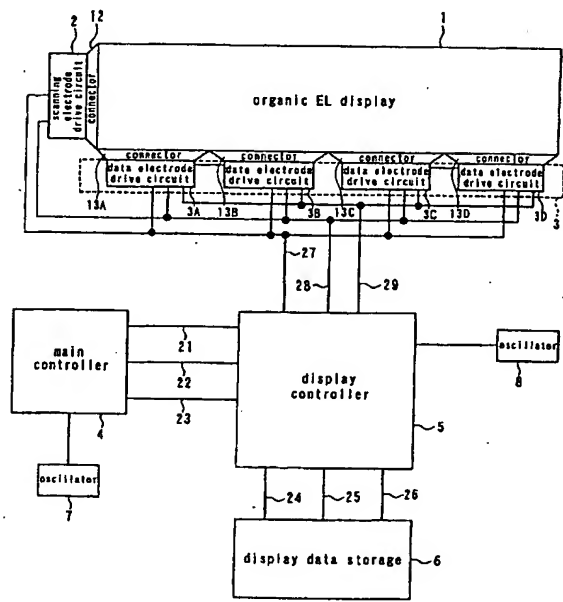 2
12
1
scanning
electrode
drive circuit
connector
organic EL display
connector
connector
connector
connector
data electrode
drive circuit
data electrode
drive circuit
data electrode
drive circuit
data electrode
drive circuit
13A
3A
13B
3B
13C
3C
13D
3D
3
27
28
29
main
controller
21
22
23
display
controller
oscillator
8
4
5
oscillator
7
24
25
26
display data storage
6